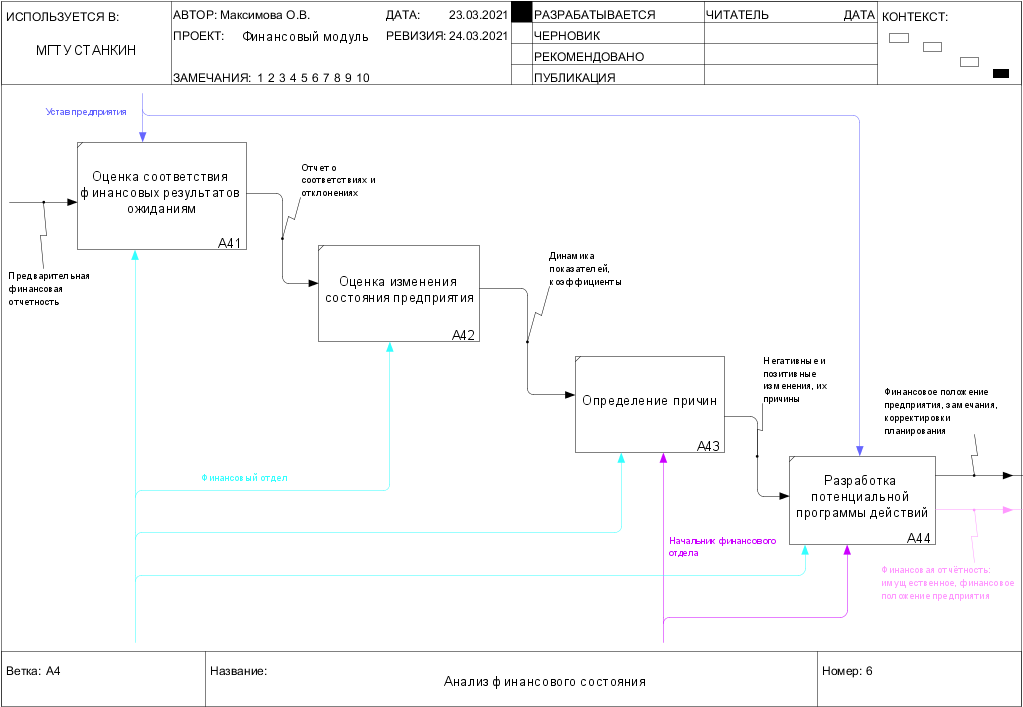 ИСПОЛЬЗУЕТСЯ В:
МГТУ СТАНКИН
АВТОР: Максимова О.В.
ДАТА: 23.03.2021
ПРОЕКТ: Финансовый модуль
РЕВИЗИЯ: 24.03.2021
ЗАМЕЧАНИЯ: 1 2 3 4 5 6 7 8 9 10
РАЗРАБАТЫВАЕТСЯ
ЧЕРНОВИК
РЕКОМЕНДОВАНО
ПУБЛИКАЦИЯ
ЧИТАТЕЛЬ
ДАТА
КОНТЕКСТ:
Устав предприятия
Оценка соответствия
финансовых результатов
ожиданиям
A41
Предварительная
финансовая
отчетность
Отчет о
соответствиях и
отклонениях
Оценка изменения
состояния предприятия
A42
Динамика
показателей,
коэффициенты
Определение причин
A43
Негативные и
позитивные
изменения, их
причины
Финансовое положение
предприятия, замечания,
корректировки
планирования
Разработка
потенциальной
программы действий
A44
Финансовый отдел
Начальник финансового
отдела
Финансовая отчётность:
имущественное, финансовое
положение предприятия
Ветка: A4
Название:
Анализ финансового состояния
Номер: 6